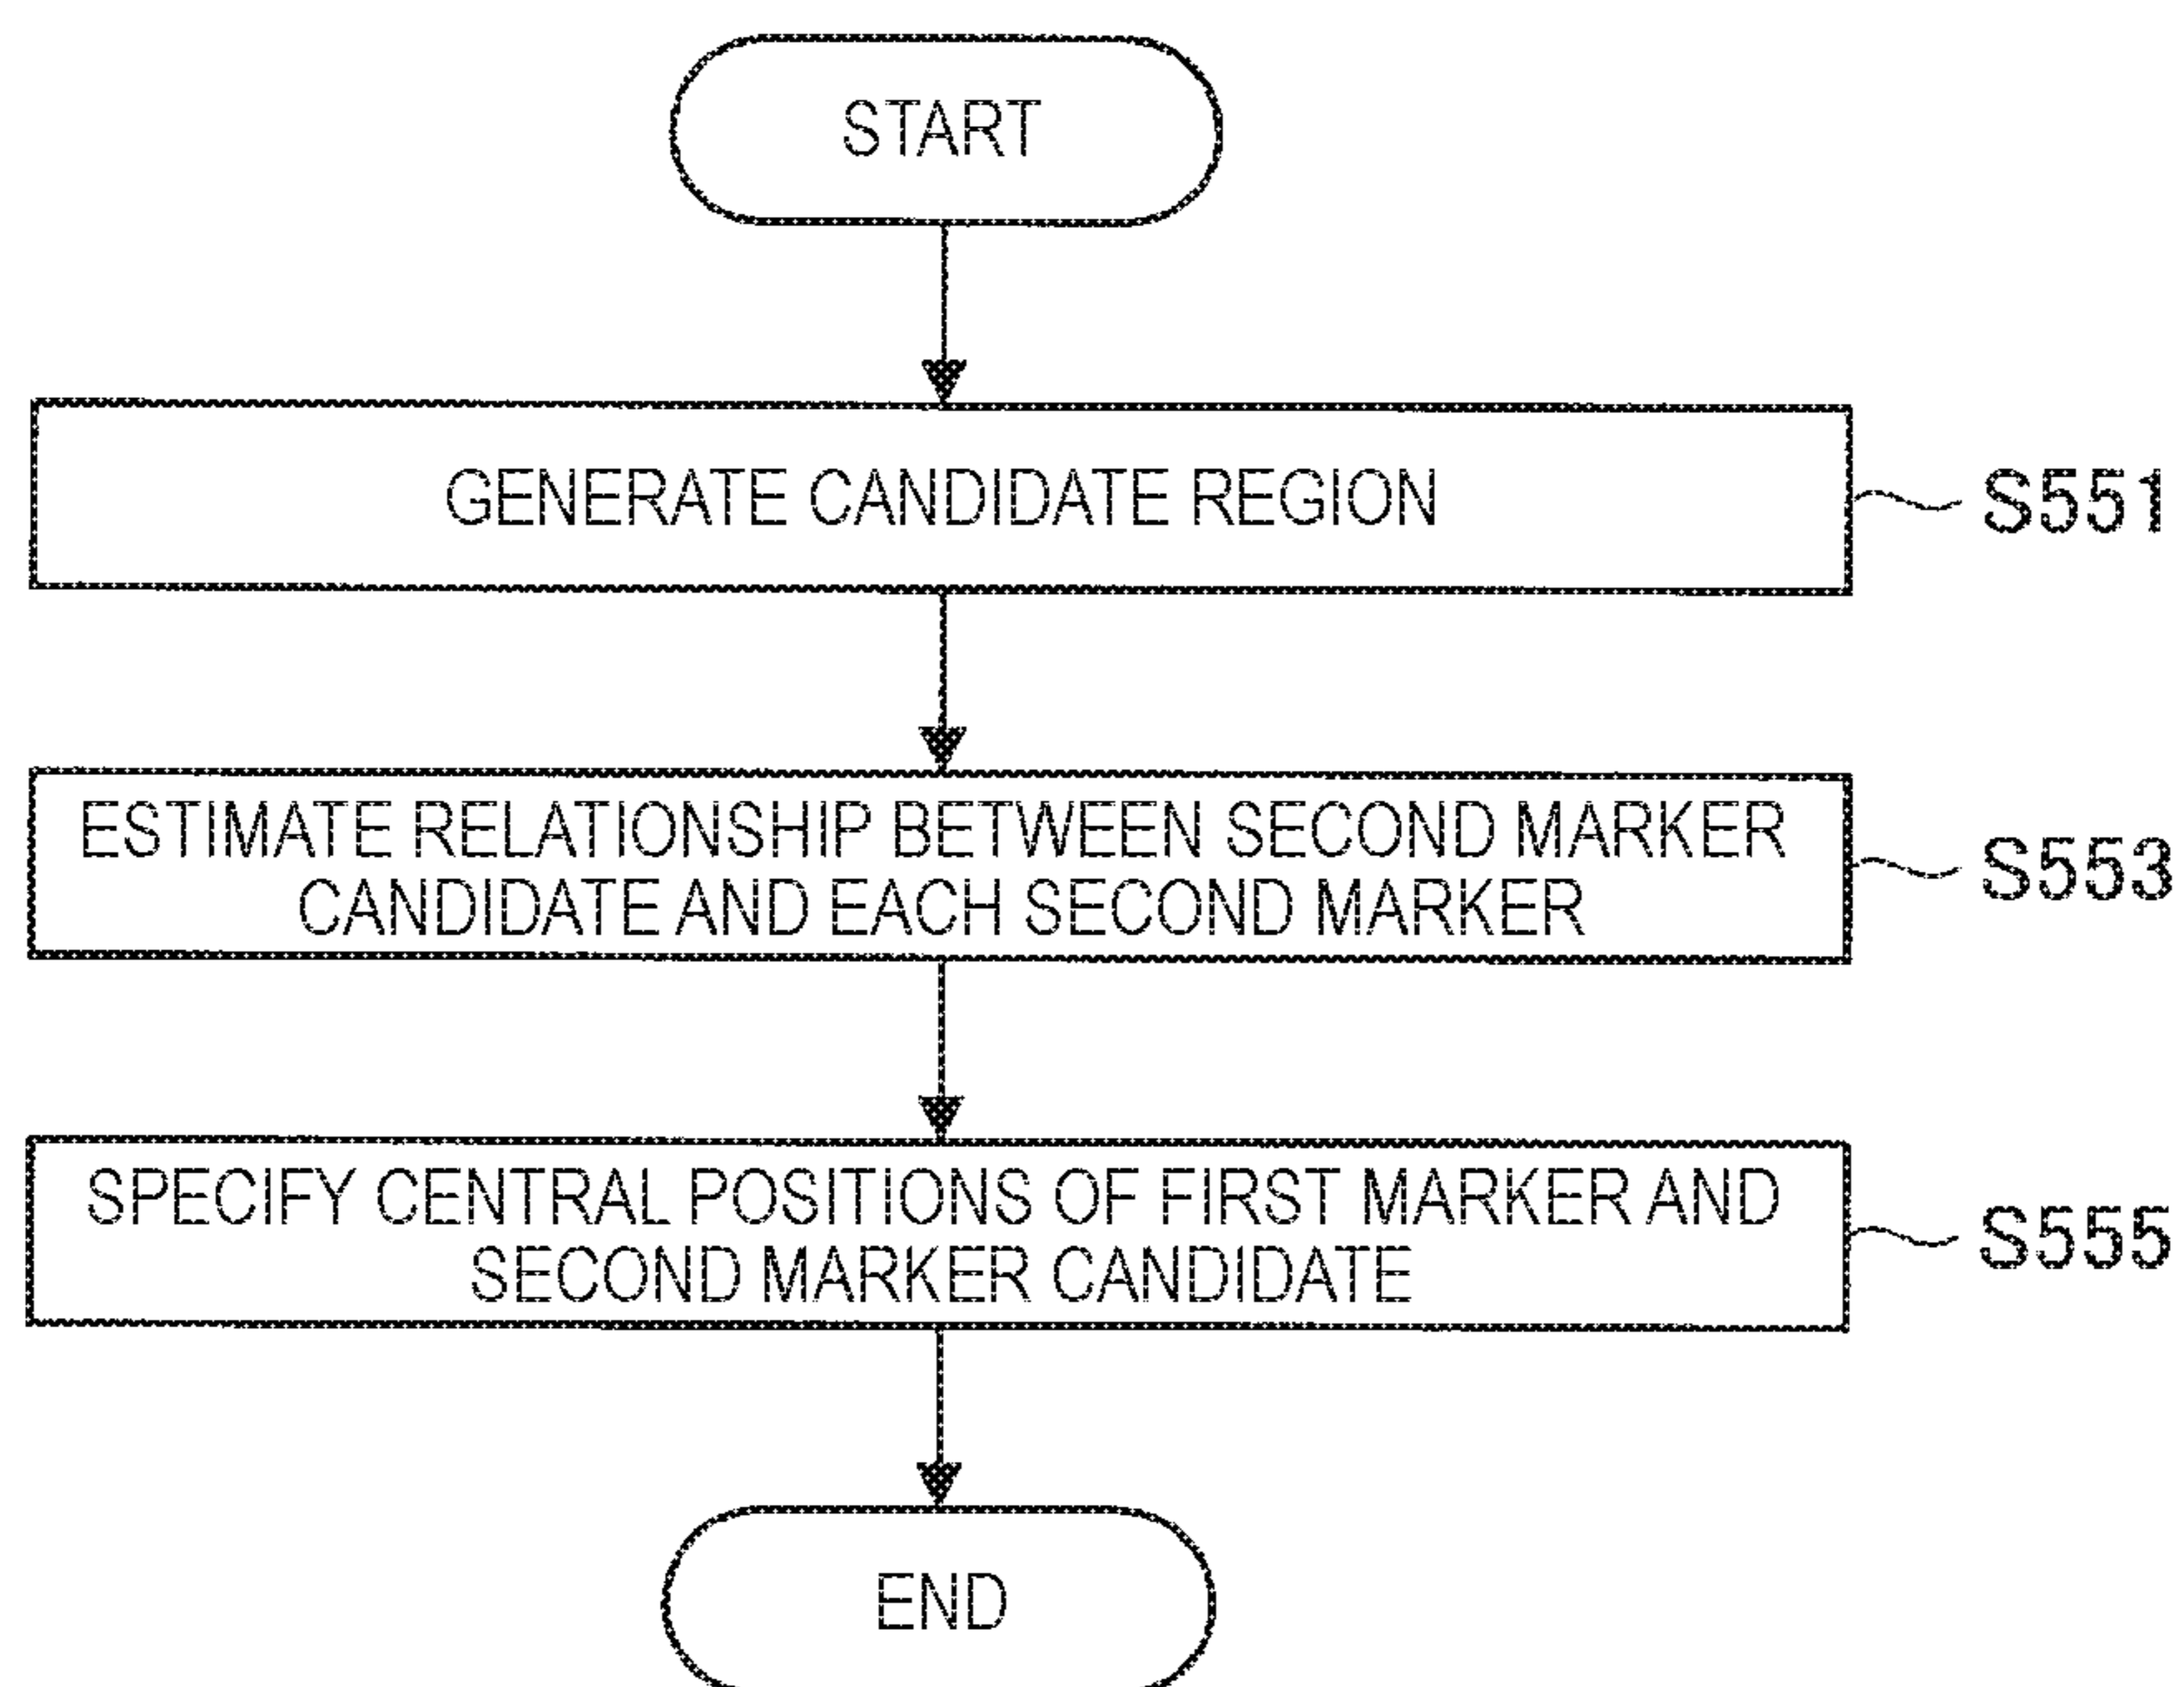 START
GENERATE CANDIDATE REGION
S551
ESTIMATE RELATIONSHIP BETWEEN SECOND MARKER
CANDIDATE AND EACH SECOND MARKER
S553
SPECIFY CENTRAL POSITIONS OF FIRST MARKER AND
SECOND MARKER CANDIDATE
S555
END